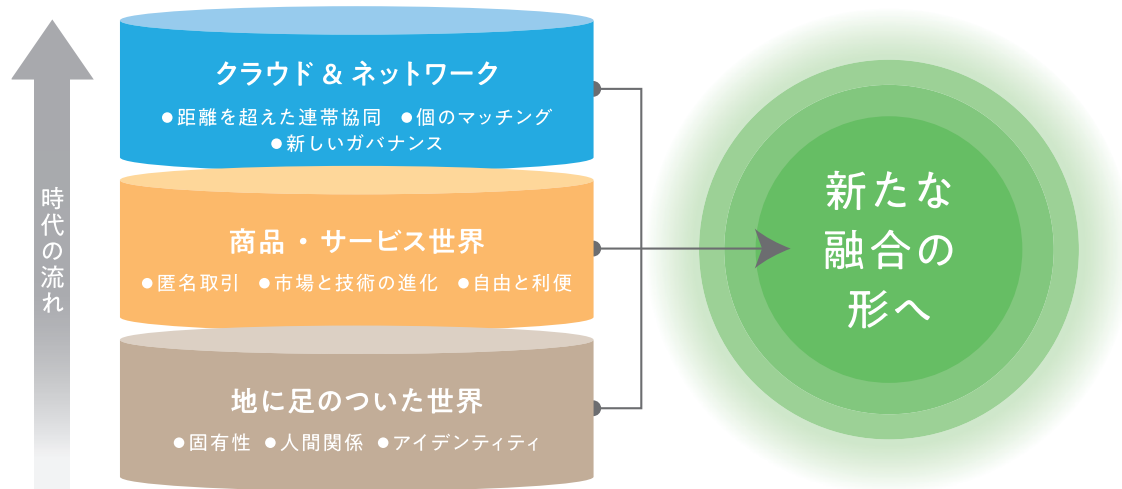 時代の流れ
クラウド & ネットワーク
●距離を超えた連帯協同 ●個のマッチング
●新しいガバナンス
商品・サービス世界
●匿名取引 ●市場と技術の進化 ●自由と利便
地に足のついた世界
●固有性 ●人間関係 ●アイデンティティ
新たな
融合の
形へ